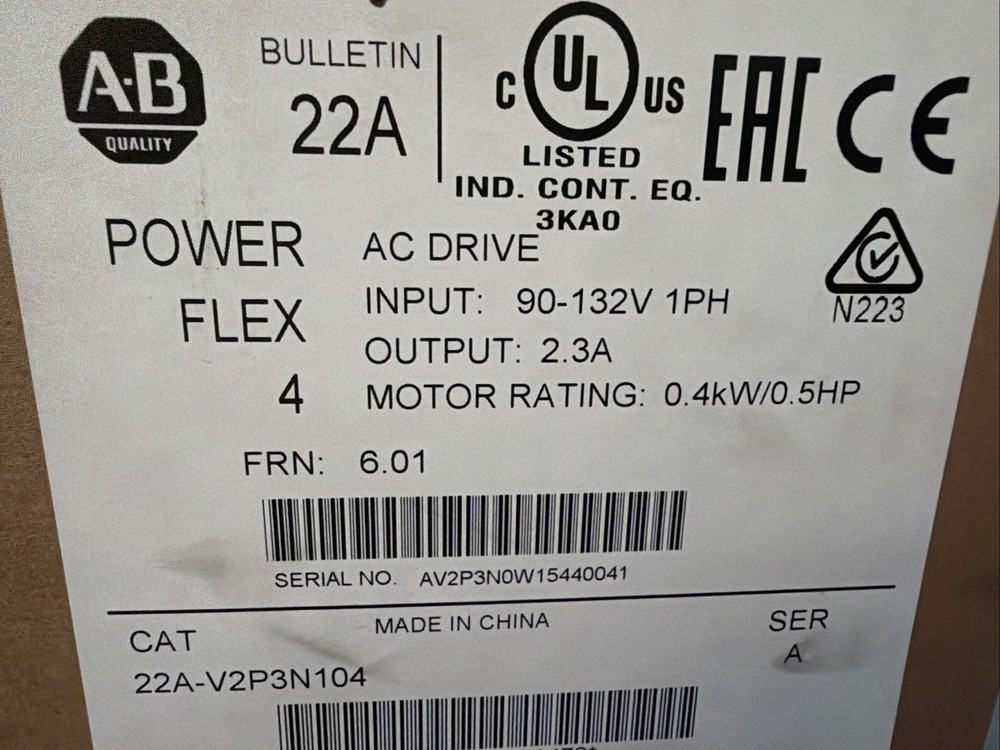 A·B
QUALITY
BULLETIN
22A
C UL US
LISTED
IND. CONT. EQ.
3KA0
EAC CE
POWER
FLEX
4
AC DRIVE
INPUT: 90-132V 1PH
OUTPUT: 2.3A
MOTOR RATING: 0.4kW/0.5HP
N223
FRN: 6.01
SERIAL NO. AV2P3N0W15440041
MADE IN CHINA
CAT
22A-V2P3N104
SER
A